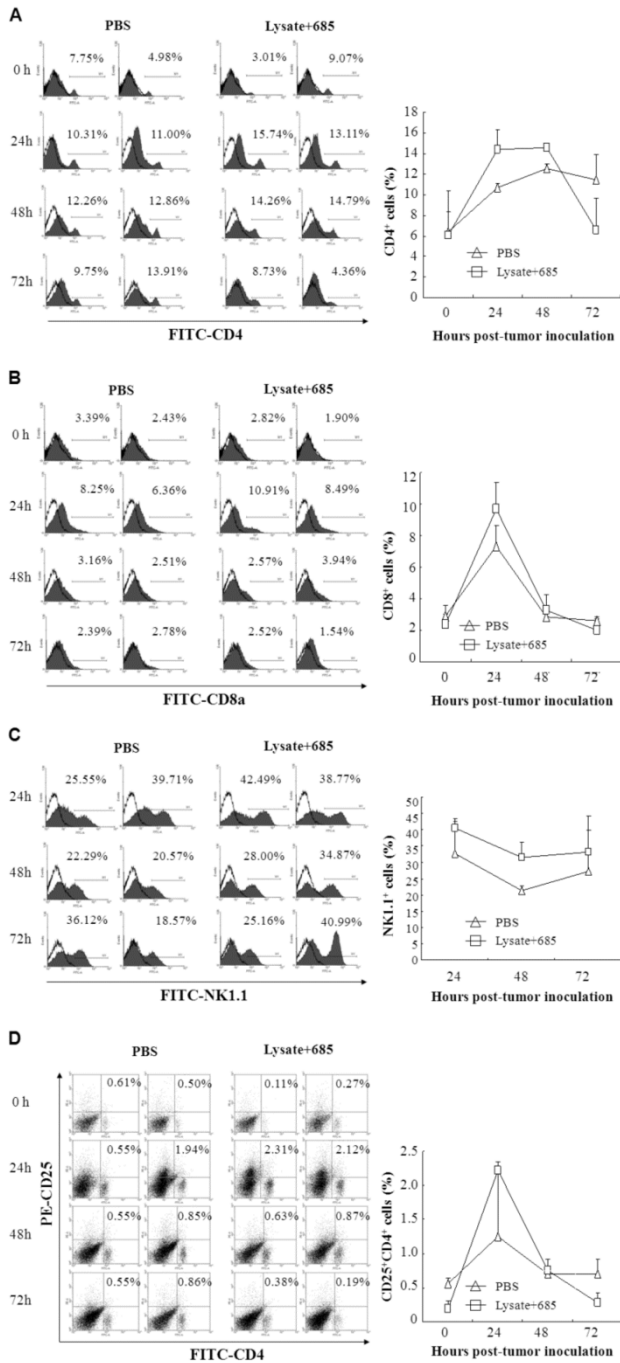 A
PBS Lysate+685
0 h 7.75% 4.98% 3.01% 9.07%
24h 10.31% 11.00% 15.74% 13.11%
48h 12.26% 12.86% 14.26% 14.79%
72h 9.75% 13.91% 8.73% 4.36%
FITC-CD4
CD4⁺ cells (%)
18
16
14
12
10
8
6
4
2
0
PBS
Lysate+685
0 24 48 72
Hours post-tumor inoculation
B
PBS Lysate+685
0 h 3.39% 2.43% 2.82% 1.90%
24h 8.25% 6.36% 10.91% 8.49%
48h 3.16% 2.51% 2.57% 3.94%
72h 2.39% 2.78% 2.52% 1.54%
FITC-CD8a
CD8⁺ cells (%)
12
10
8
6
4
2
0
PBS
Lysate+685
0 24 48 72
Hours post-tumor inoculation
C
PBS Lysate+685
24h 25.55% 39.71% 42.49% 38.77%
48h 22.29% 20.57% 28.00% 34.87%
72h 36.12% 18.57% 25.16% 40.99%
FITC-NK1.1
NK1.1⁺ cells (%)
50
45
40
35
30
25
20
15
10
5
0
PBS
Lysate+685
24 48 72
Hours post-tumor inoculation
D
PBS Lysate+685
0 h 0.61% 0.50% 0.11% 0.27%
24h 0.55% 1.94% 2.31% 2.12%
48h 0.55% 0.85% 0.63% 0.87%
72h 0.55% 0.86% 0.38% 0.19%
PE-CD25
FITC-CD4
CD25⁺CD4⁺ cells (%)
2.5
2.0
1.5
1.0
0.5
0
PBS
Lysate+685
0 24 48 72
Hours post-tumor inoculation